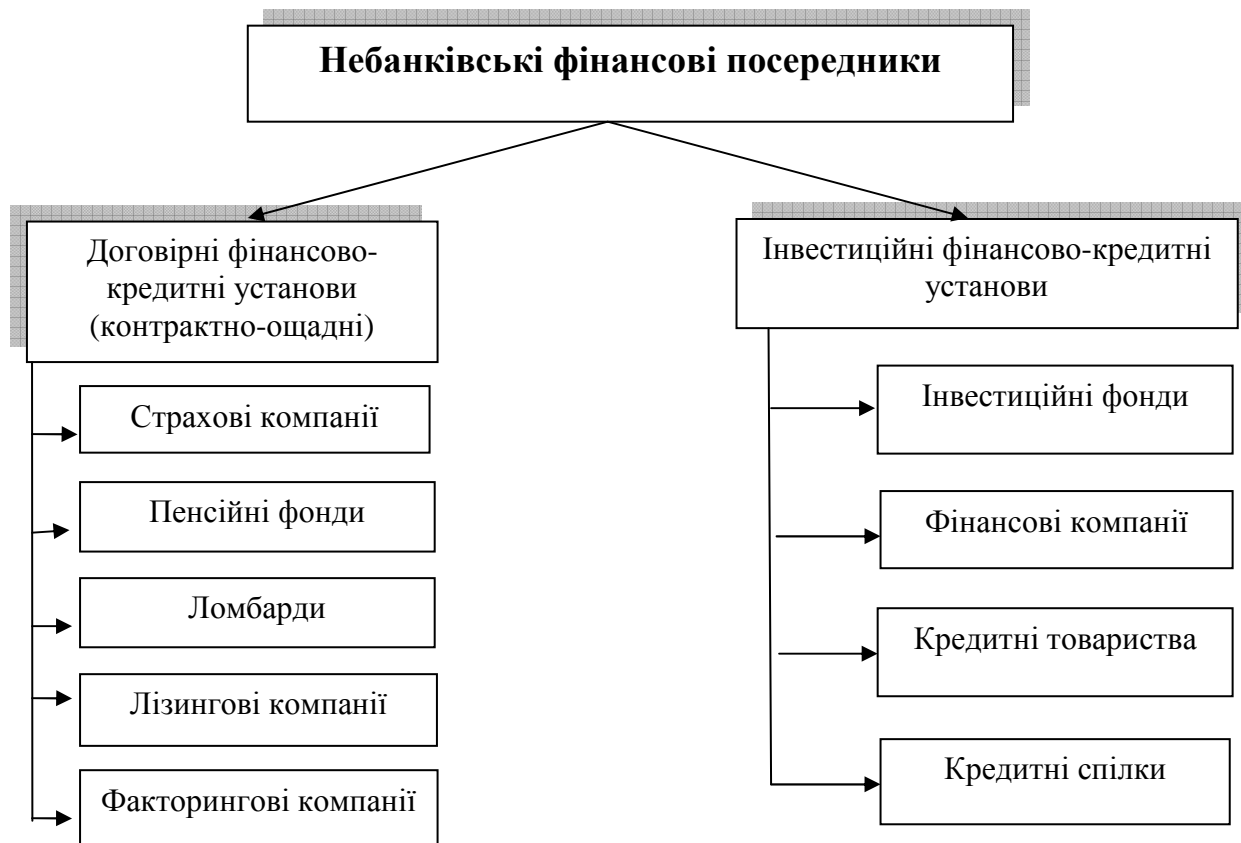 Небанківські фінансові посередники
Договірні фінансово-
кредитні установи
(контрактно-ощадні)
Страхові компанії
Пенсійні фонди
Ломбарди
Лізингові компанії
Факторингові компанії
Інвестиційні фінансово-кредитні
установи
Інвестиційні фонди
Фінансові компанії
Кредитні товариства
Кредитні спілки